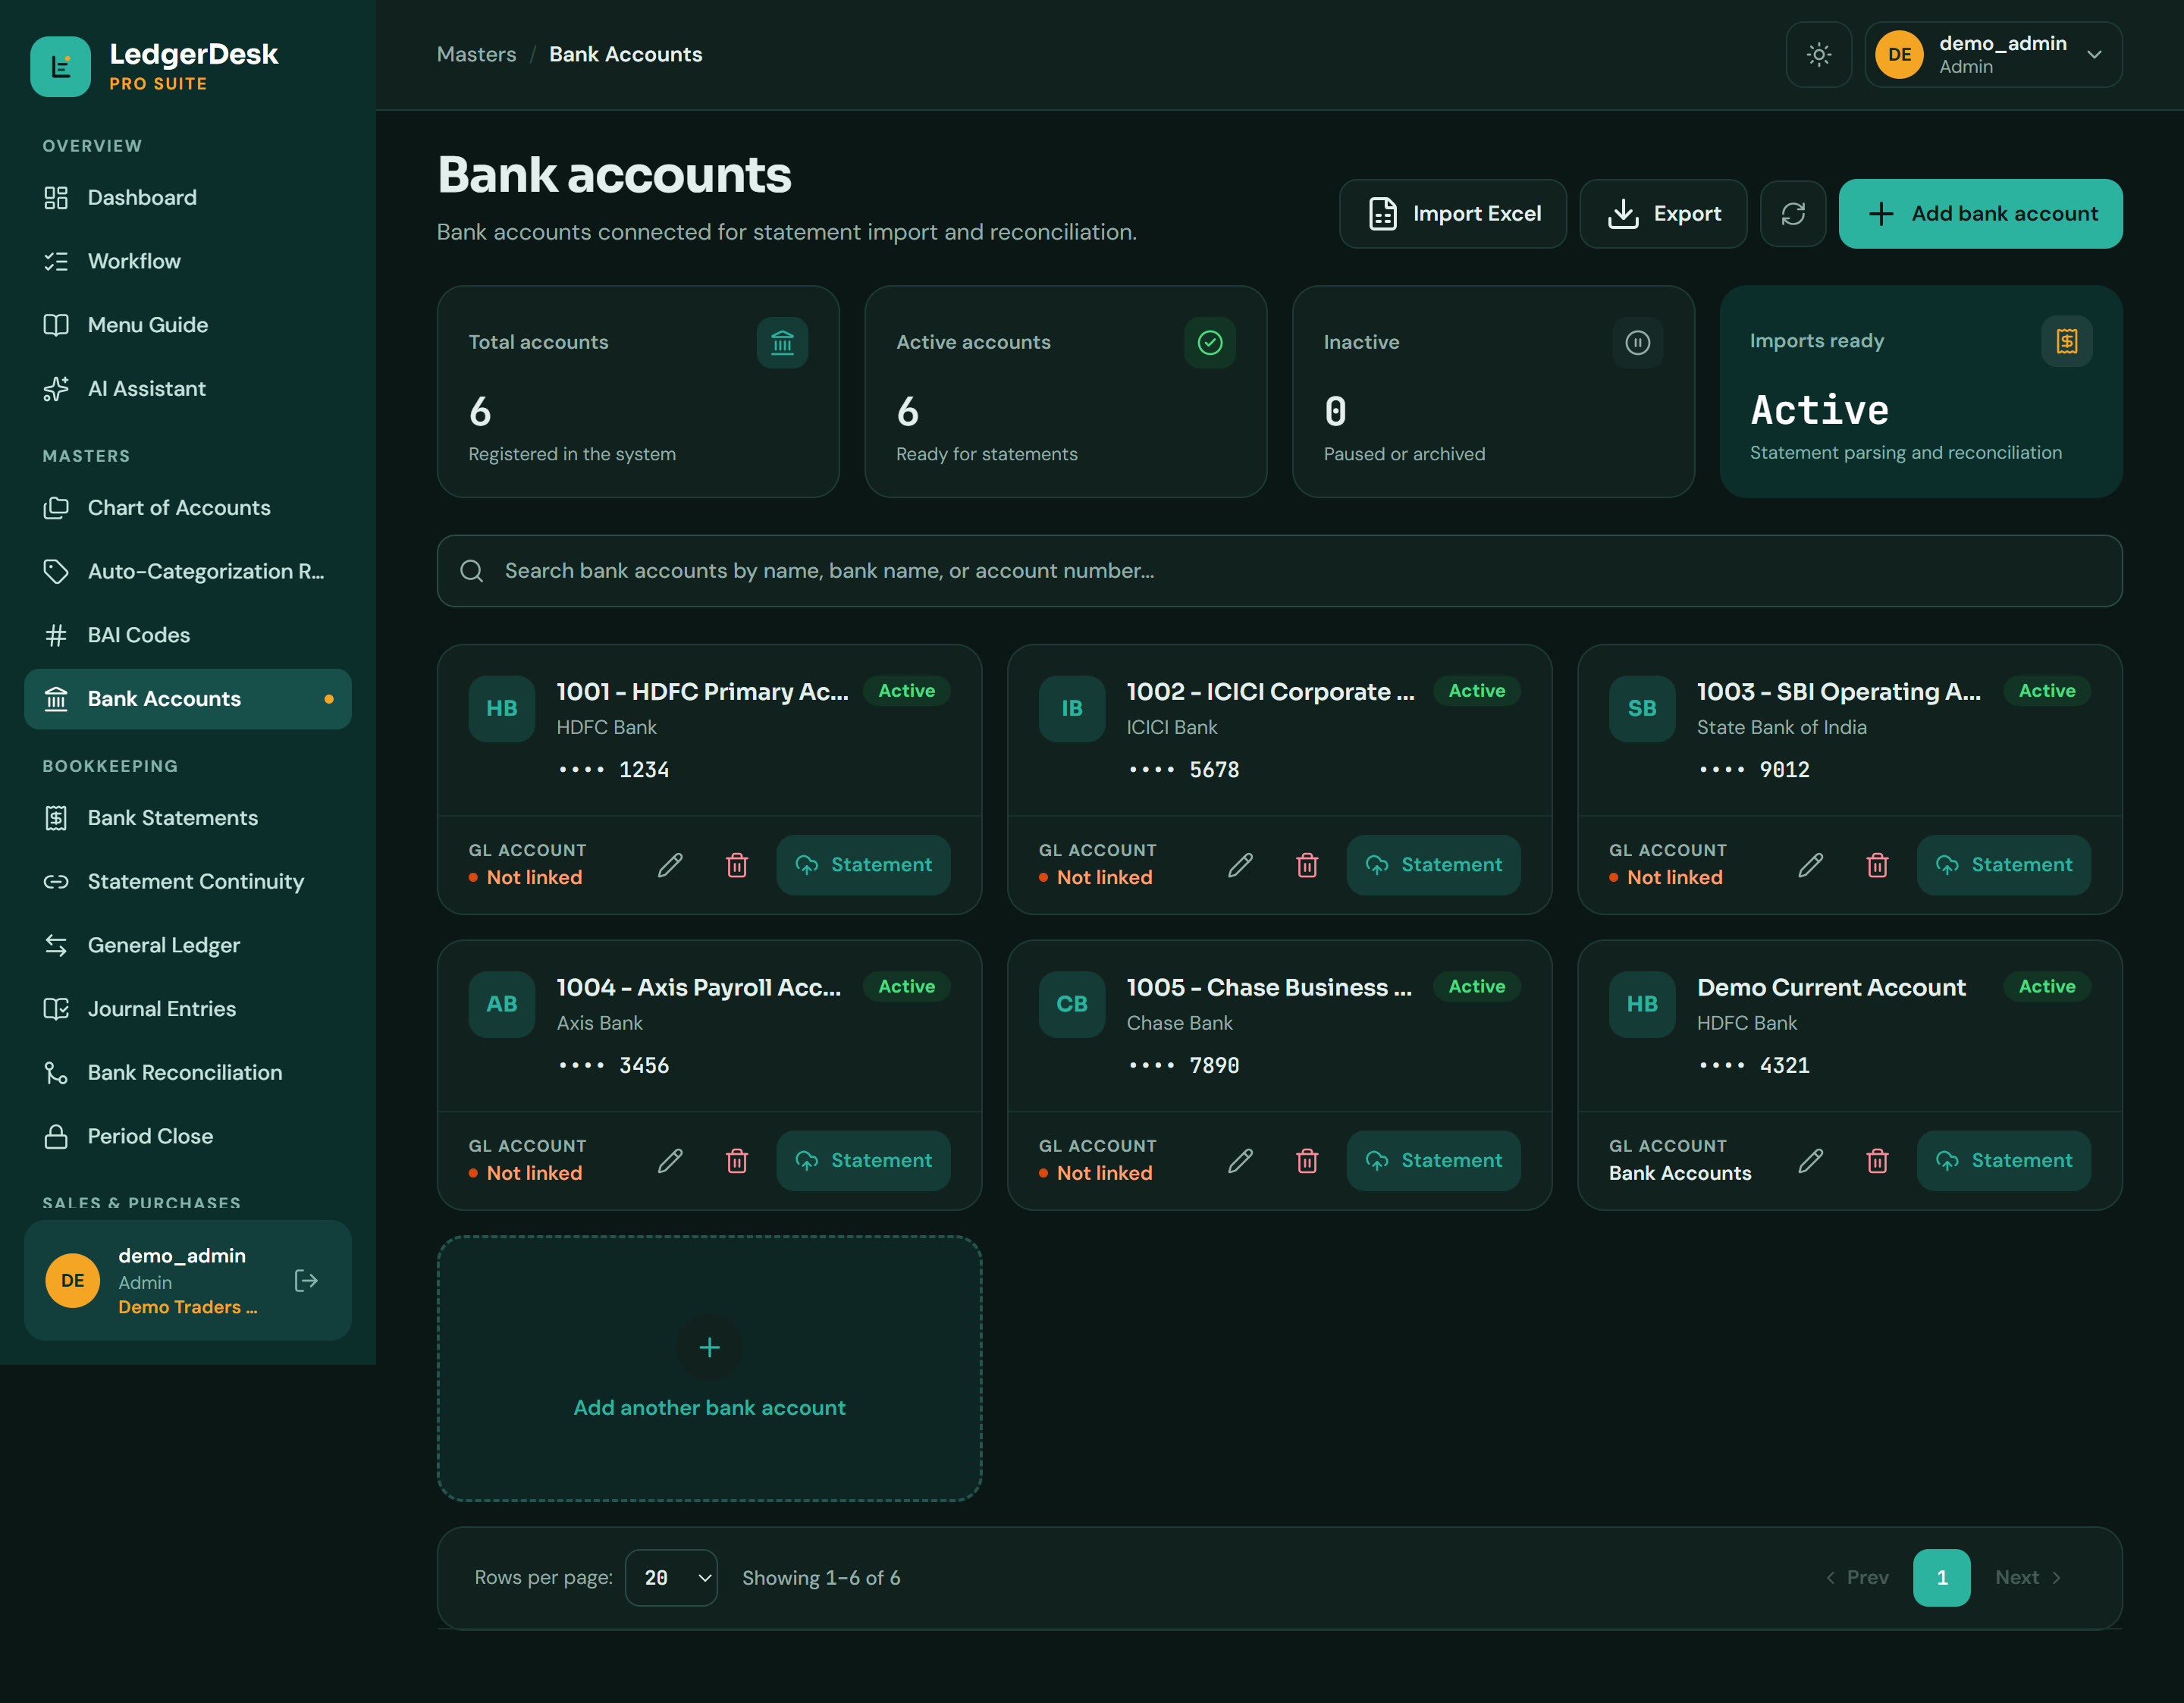 LedgerDesk
PRO SUITE
OVERVIEW
Dashboard
Workflow
Menu Guide
AI Assistant
MASTERS
Chart of Accounts
Auto-Categorization R...
BAI Codes
Bank Accounts
BOOKKEEPING
Bank Statements
Statement Continuity
General Ledger
Journal Entries
Bank Reconciliation
Period Close
SALES & PURCHASES
DE
demo_admin
Admin
Demo Traders ...
Masters / Bank Accounts
DE
demo_admin
Admin
Bank accounts
Bank accounts connected for statement import and reconciliation.
Import Excel
Export
Add bank account
Total accounts
6
Registered in the system
Active accounts
6
Ready for statements
Inactive
0
Paused or archived
Imports ready
Active
Statement parsing and reconciliation
Search bank accounts by name, bank name, or account number...
HB
1001 - HDFC Primary Ac...
Active
HDFC Bank
•••• 1234
GL ACCOUNT
Not linked
Statement
IB
1002 - ICICI Corporate ...
Active
ICICI Bank
•••• 5678
GL ACCOUNT
Not linked
Statement
SB
1003 - SBI Operating A...
Active
State Bank of India
•••• 9012
GL ACCOUNT
Not linked
Statement
AB
1004 - Axis Payroll Acc...
Active
Axis Bank
•••• 3456
GL ACCOUNT
Not linked
Statement
CB
1005 - Chase Business ...
Active
Chase Bank
•••• 7890
GL ACCOUNT
Not linked
Statement
HB
Demo Current Account
Active
HDFC Bank
•••• 4321
GL ACCOUNT
Bank Accounts
Statement
Add another bank account
Rows per page: 20
Showing 1-6 of 6
Prev
1
Next